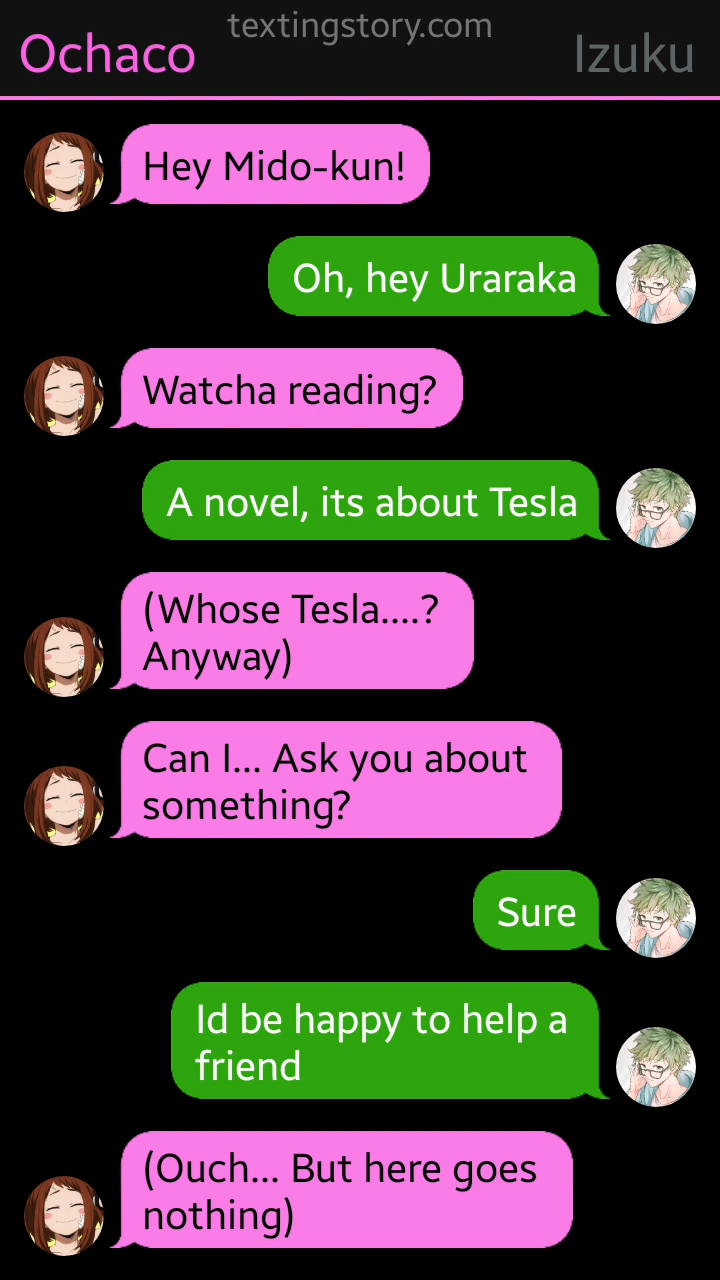 textingstory.com
Ochaco
Izuku
Hey Mido-kun!
Oh, hey Uraraka
Watcha reading?
A novel, its about Tesla
(Whose Tesla....?
Anyway)
Can I... Ask you about
something?
Sure
Id be happy to help a
friend
(Ouch... But here goes
nothing)